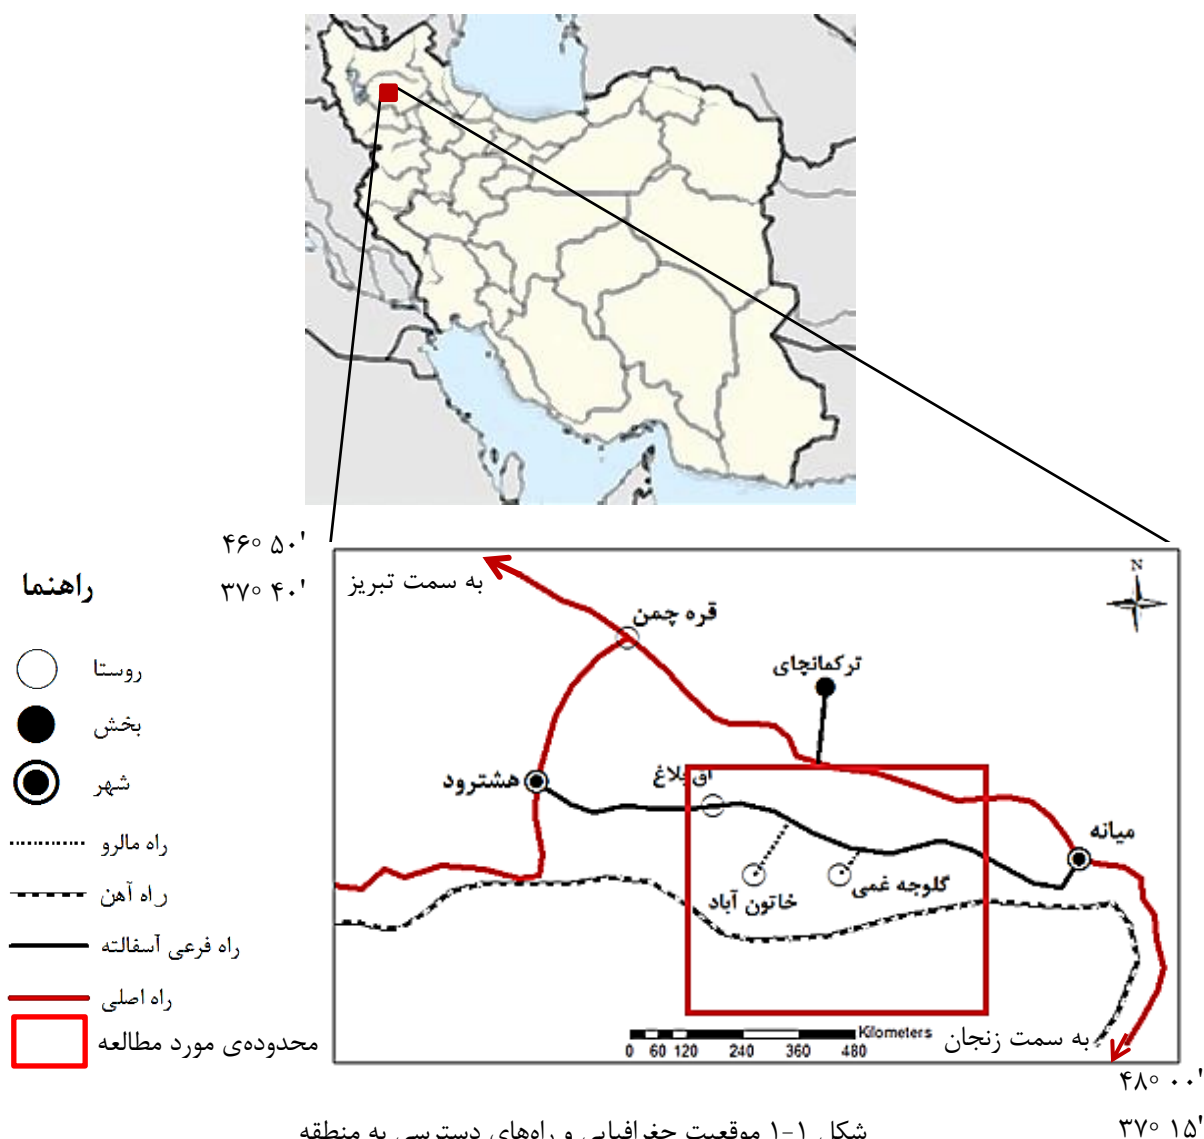 ۴۶° ۵۰'
۳۷° ۴۰'
به سمت تبریز
N
قره چمن
ترکمانچای
هشترود
اق بلاغ
میانه
خاتون آباد
گلوجه غمی
Kilometers
0 60 120 240 360 480
به سمت زنجان
۴۸° ۰۰'
۳۷° ۱۵'
راهنما
روستا
بخش
شهر
راه مالرو
راه آهن
راه فرعی آسفالته
راه اصلی
محدوده‌ی مورد مطالعه
شکل ۱-۱ موقعیت جغرافیایی و راه‌های دسترسی به منطقه